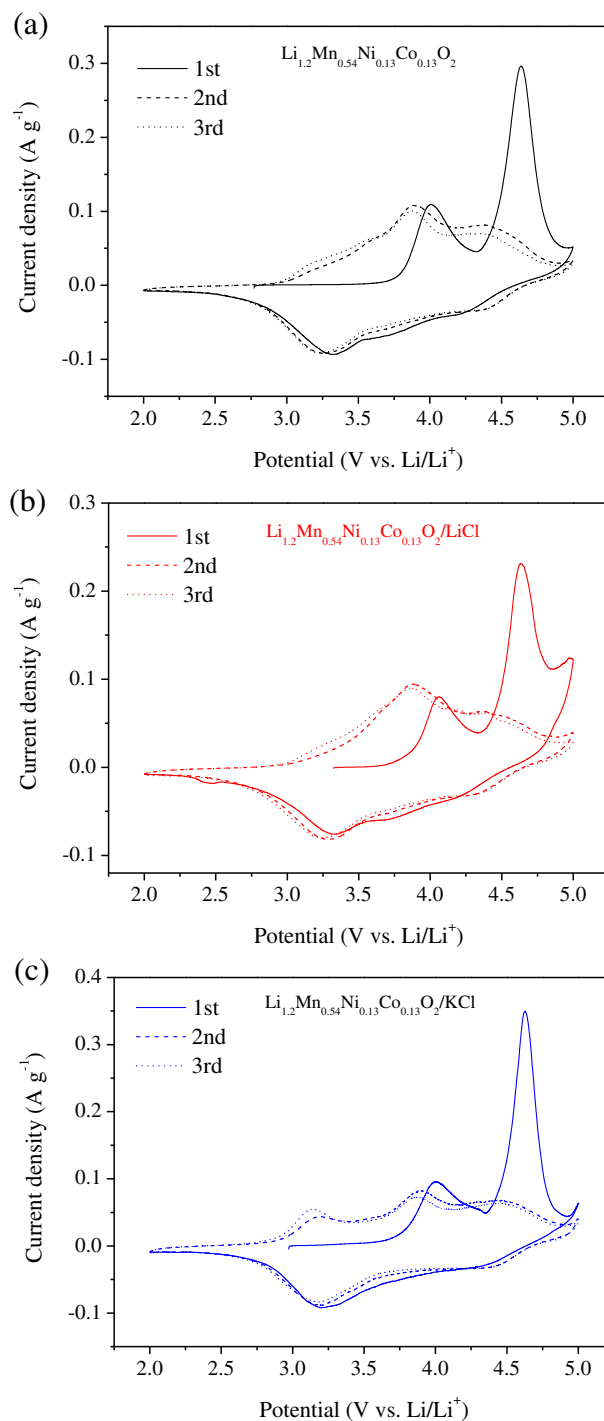 (a)
Li1.2Mn0.54Ni0.13Co0.13O2
1st
2nd
3rd
0.3
0.2
0.1
0.0
-0.1
Current density (A g-1)
2.0 2.5 3.0 3.5 4.0 4.5 5.0
Potential (V vs. Li/Li+)
(b)
Li1.2Mn0.54Ni0.13Co0.13O2/LiCl
1st
2nd
3rd
0.3
0.2
0.1
0.0
-0.1
Current density (A g-1)
2.0 2.5 3.0 3.5 4.0 4.5 5.0
Potential (V vs. Li/Li+)
(c)
Li1.2Mn0.54Ni0.13Co0.13O2/KCl
1st
2nd
3rd
0.4
0.3
0.2
0.1
0.0
-0.1
Current density (A g-1)
2.0 2.5 3.0 3.5 4.0 4.5 5.0
Potential (V vs. Li/Li+)